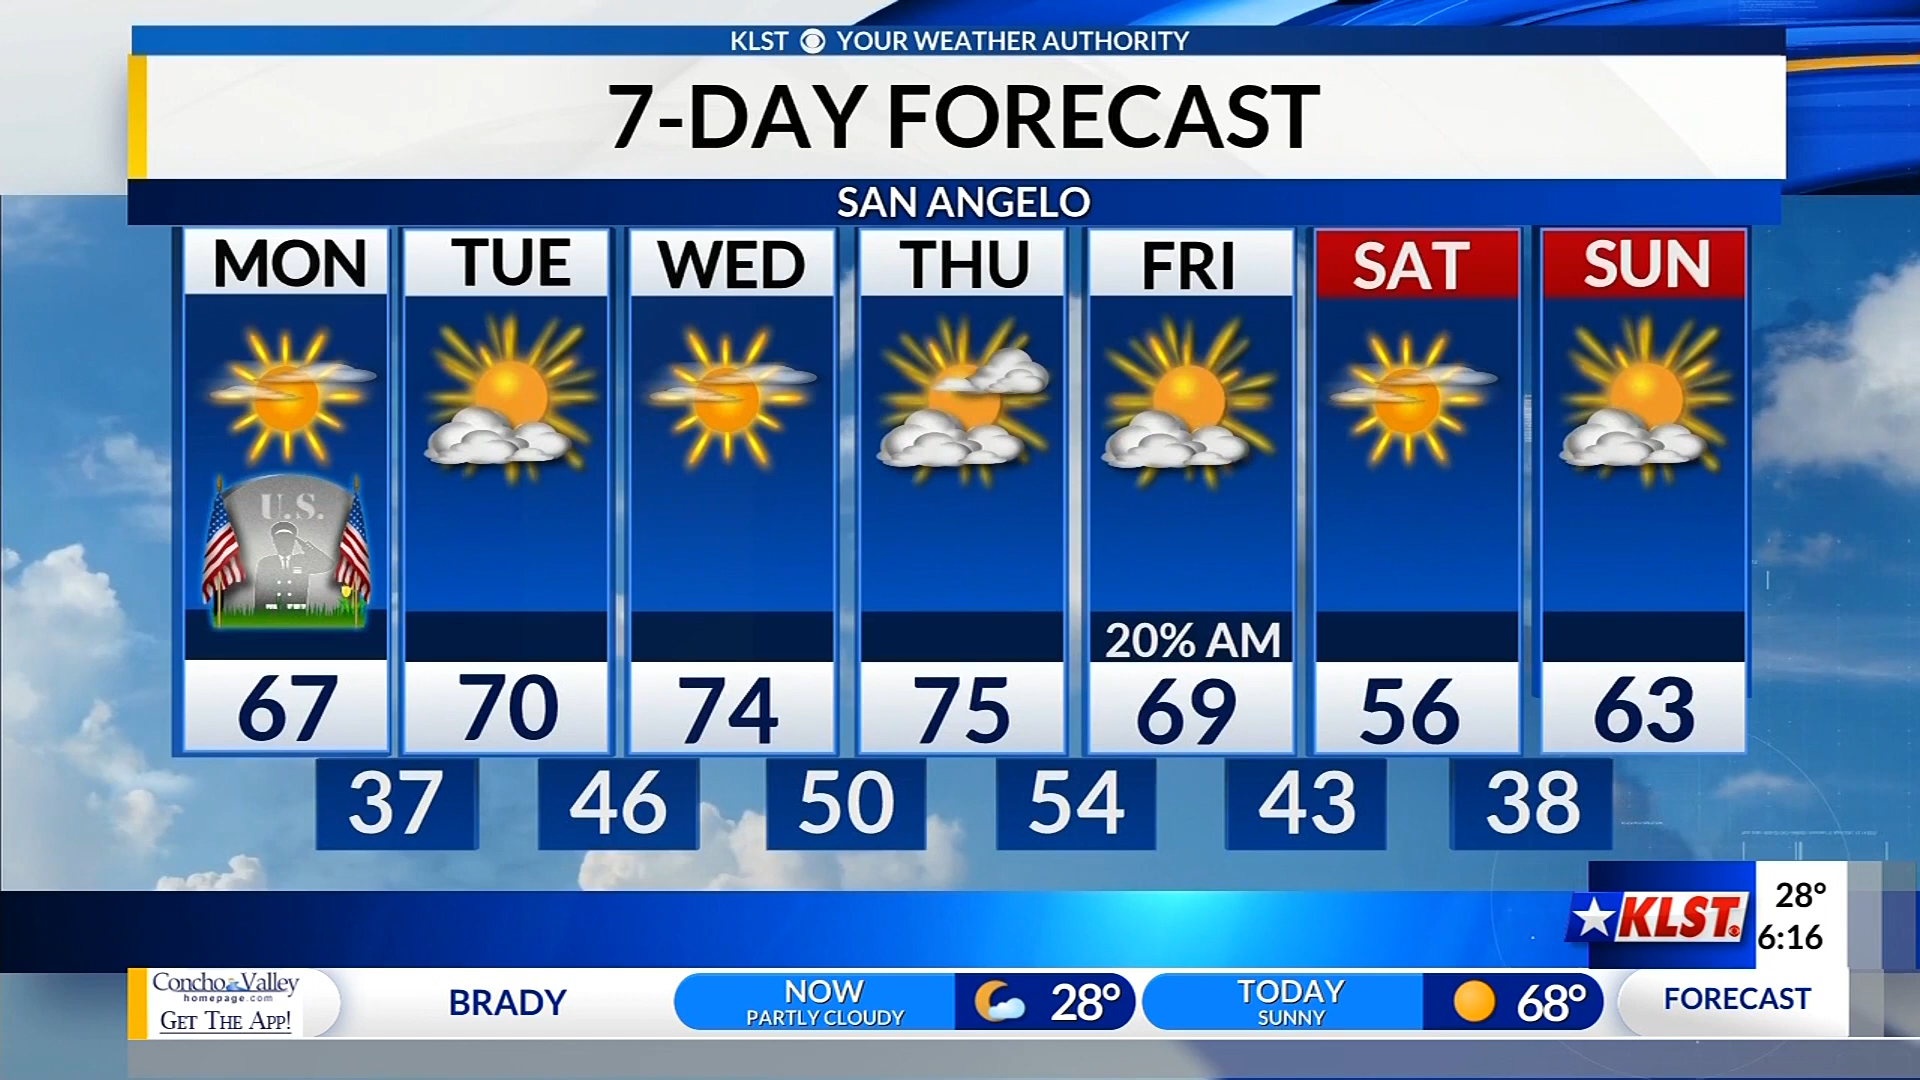 KLST YOUR WEATHER AUTHORITY
7-DAY FORECAST
SAN ANGELO
MON TUE WED THU FRI SAT SUN
U.S.
20% AM
67 70 74 75 69 56 63
37 46 50 54 43 38
KLST
28°
6:16
Concho Valley
homepage.com
GET THE APP!
BRADY
NOW
PARTLY CLOUDY
28°
TODAY
SUNNY
68°
FORECAST